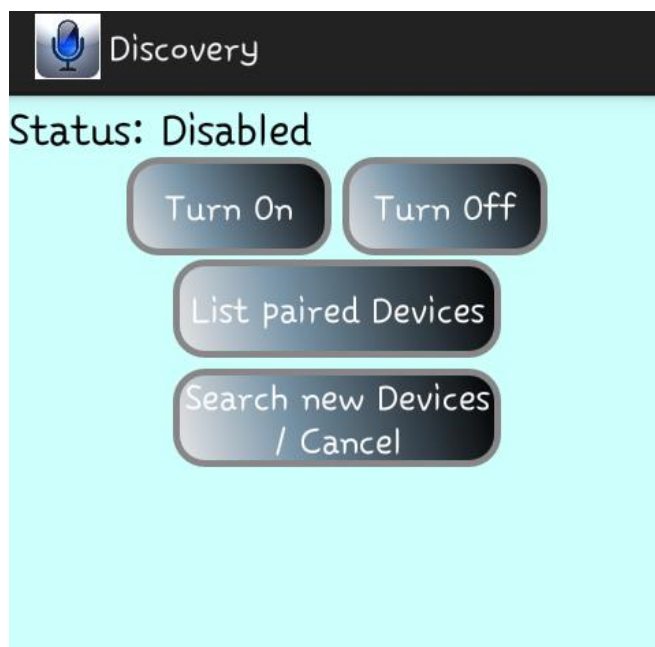 Discovery
Status: Disabled
Turn On
Turn Off
List paired Devices
Search new Devices
/ Cancel